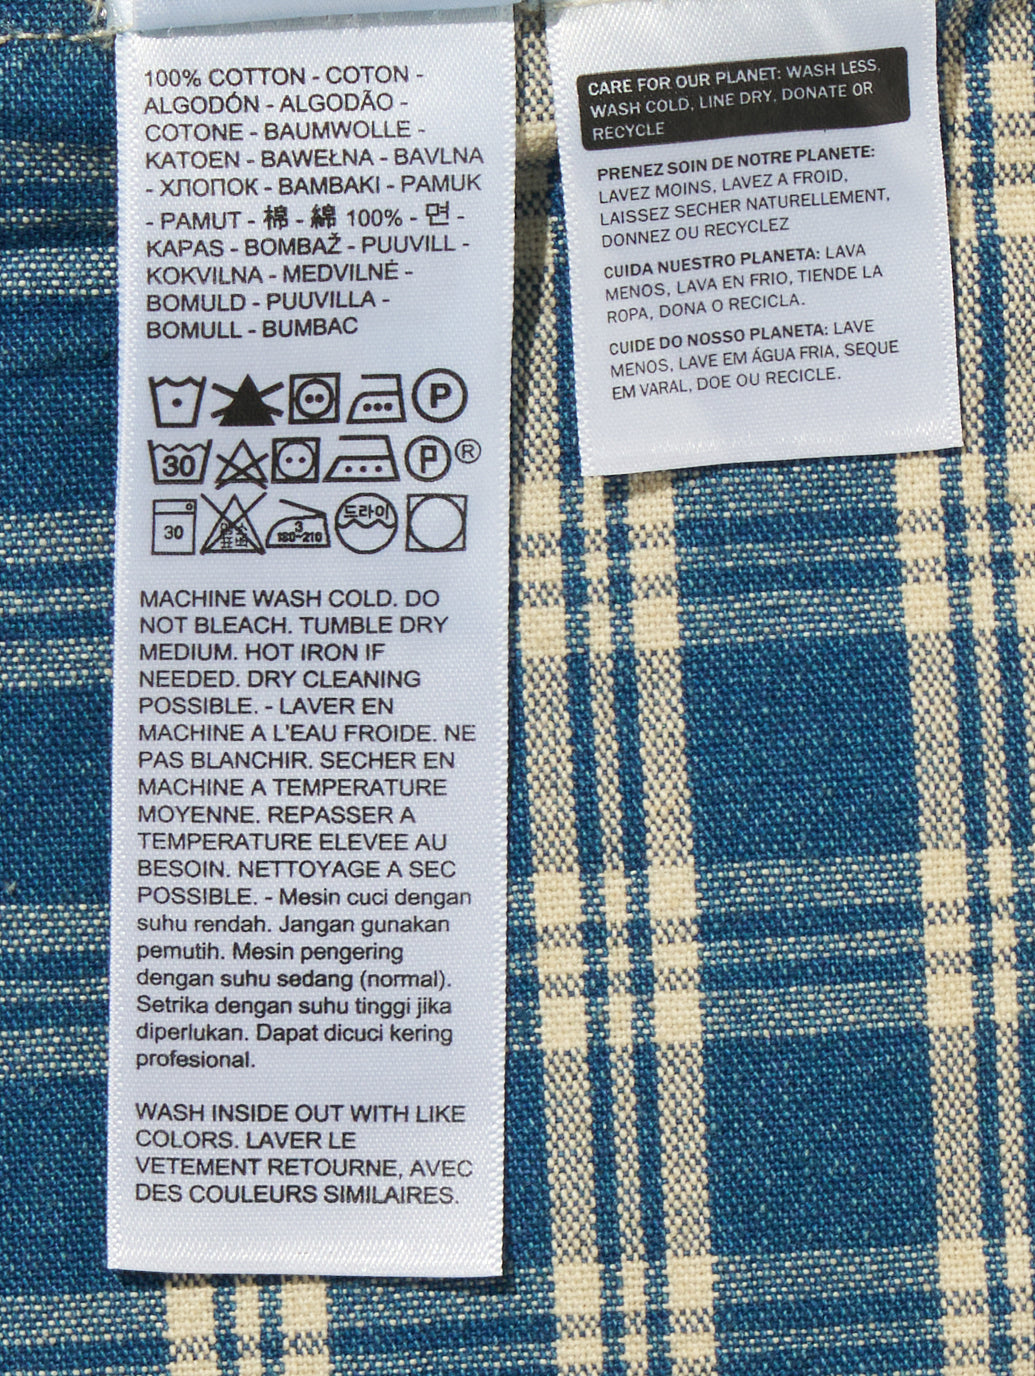 100% COTTON - COTON -
ALGODÓN - ALGODÃO -
COTONE - BAUMWOLLE -
KATOEN - BAWEŁNA - BAVLNA
- ХЛОПОК - BAMBAKI - PAMUK
- PAMUT - 棉 - 綿 100% - 면 -
KAPAS - BOMBAŽ - PUUVILL -
KOKVILNA - MEDVILNĖ -
BOMULD - PUUVILLA -
BOMULL - BUMBAC
P
30 P ®
30 3 180-210 드라이
MACHINE WASH COLD. DO
NOT BLEACH. TUMBLE DRY
MEDIUM. HOT IRON IF
NEEDED. DRY CLEANING
POSSIBLE. - LAVER EN
MACHINE A L'EAU FROIDE. NE
PAS BLANCHIR. SECHER EN
MACHINE A TEMPERATURE
MOYENNE. REPASSER A
TEMPERATURE ELEVEE AU
BESOIN. NETTOYAGE A SEC
POSSIBLE. - Mesin cuci dengan
suhu rendah. Jangan gunakan
pemutih. Mesin pengering
dengan suhu sedang (normal).
Setrika dengan suhu tinggi jika
diperlukan. Dapat dicuci kering
profesional.
WASH INSIDE OUT WITH LIKE
COLORS. LAVER LE
VETEMENT RETOURNE, AVEC
DES COULEURS SIMILAIRES.
CARE FOR OUR PLANET: WASH LESS,
WASH COLD, LINE DRY, DONATE OR
RECYCLE
PRENEZ SOIN DE NOTRE PLANETE:
LAVEZ MOINS, LAVEZ A FROID,
LAISSEZ SECHER NATURELLEMENT,
DONNEZ OU RECYCLEZ
CUIDA NUESTRO PLANETA: LAVA
MENOS, LAVA EN FRIO, TIENDE LA
ROPA, DONA O RECICLA.
CUIDE DO NOSSO PLANETA: LAVE
MENOS, LAVE EM ÁGUA FRIA, SEQUE
EM VARAL, DOE OU RECICLE.